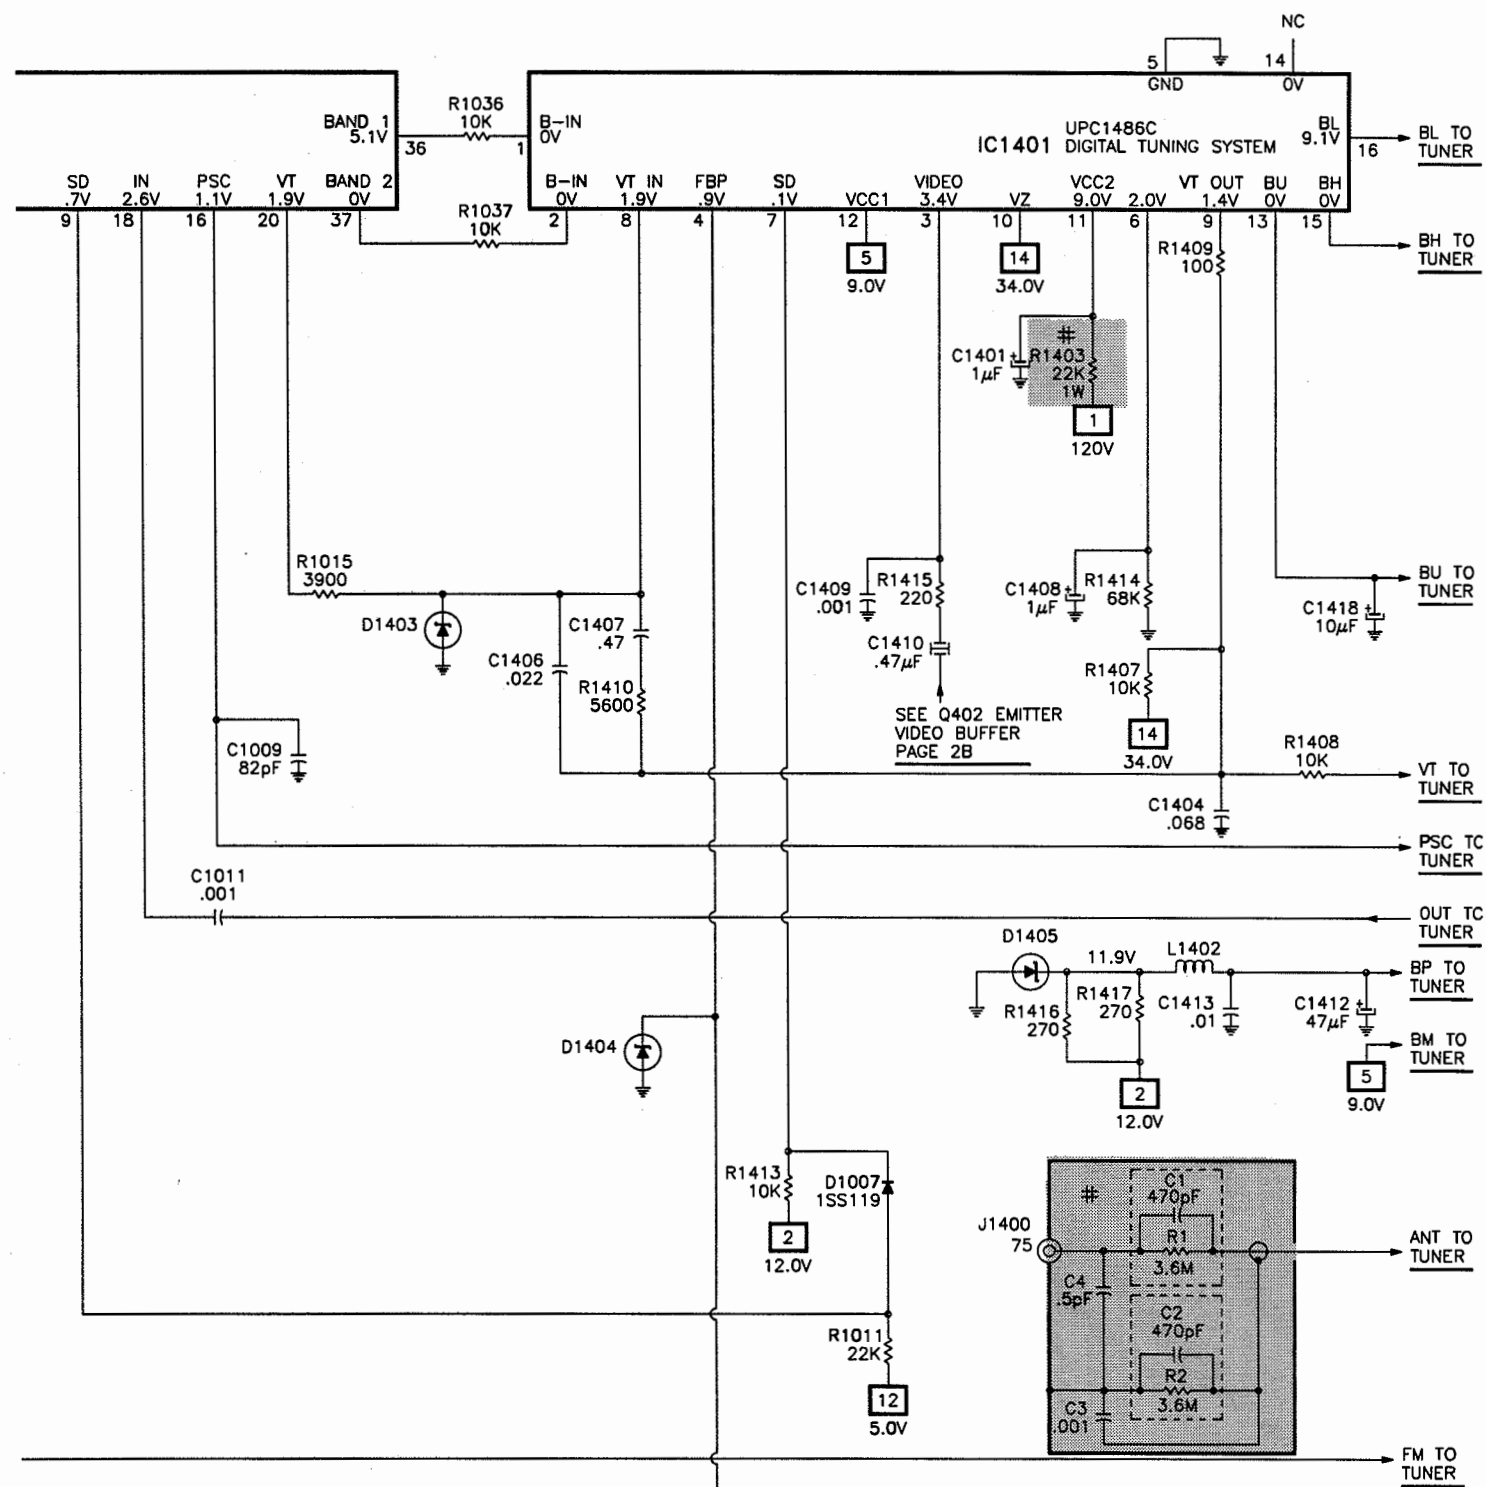 NC
5
14
GND
0V
R1036
10K
BAND 1
5.1V
36
B-IN
0V
1
UPC1486C
IC1401 DIGITAL TUNING SYSTEM
BL
9.1V
16
BL TO
TUNER
SD
.7V
9
IN
2.6V
18
PSC
1.1V
16
VT
1.9V
20
BAND 2
0V
37
R1037
10K
B-IN
0V
2
VT IN
1.9V
8
FBP
.9V
4
SD
.1V
7
VCC1
12
VIDEO
3.4V
3
VZ
10
VCC2
9.0V
11
2.0V
6
VT OUT
1.4V
9
BU
0V
13
BH
0V
15
BH TO
TUNER
5
9.0V
14
34.0V
R1409
100
C1401 +
1µF
#
R1403
22K
1W
1
120V
R1015
3900
D1403
C1407
.47
C1406
.022
R1410
5600
C1409
.001
R1415
220
C1410
.47µF
SEE Q402 EMITTER
VIDEO BUFFER
PAGE 2B
C1408 +
1µF
R1414
68K
R1407
10K
14
34.0V
BU TO
TUNER
C1418 +
10µF
C1009
82pF
R1408
10K
VT TO
TUNER
C1404
.068
PSC TC
TUNER
C1011
.001
OUT TC
TUNER
D1405
11.9V
L1402
BP TO
TUNER
R1416
270
R1417
270
C1413
.01
C1412 +
47µF
D1404
BM TO
TUNER
2
12.0V
5
9.0V
R1413
10K
D1007
1SS119
2
12.0V
#
C1
470pF
J1400
75
R1
3.6M
ANT TO
TUNER
C4
.5pF
C2
470pF
R1011
22K
R2
3.6M
12
5.0V
C3
.001
FM TO
TUNER